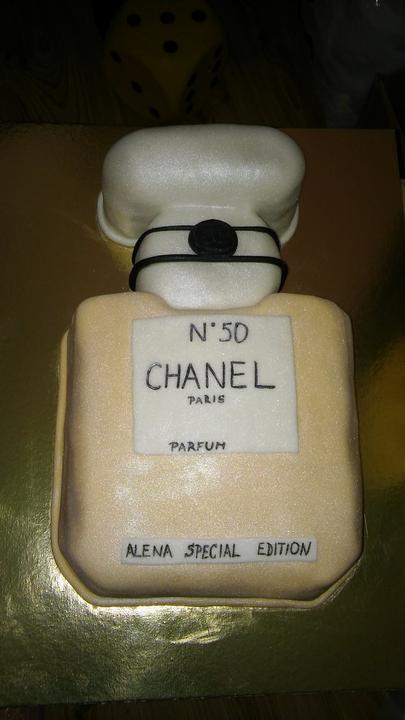 N°50
CHANEL
PARIS
PARFUM
ALENA SPECIAL EDITION